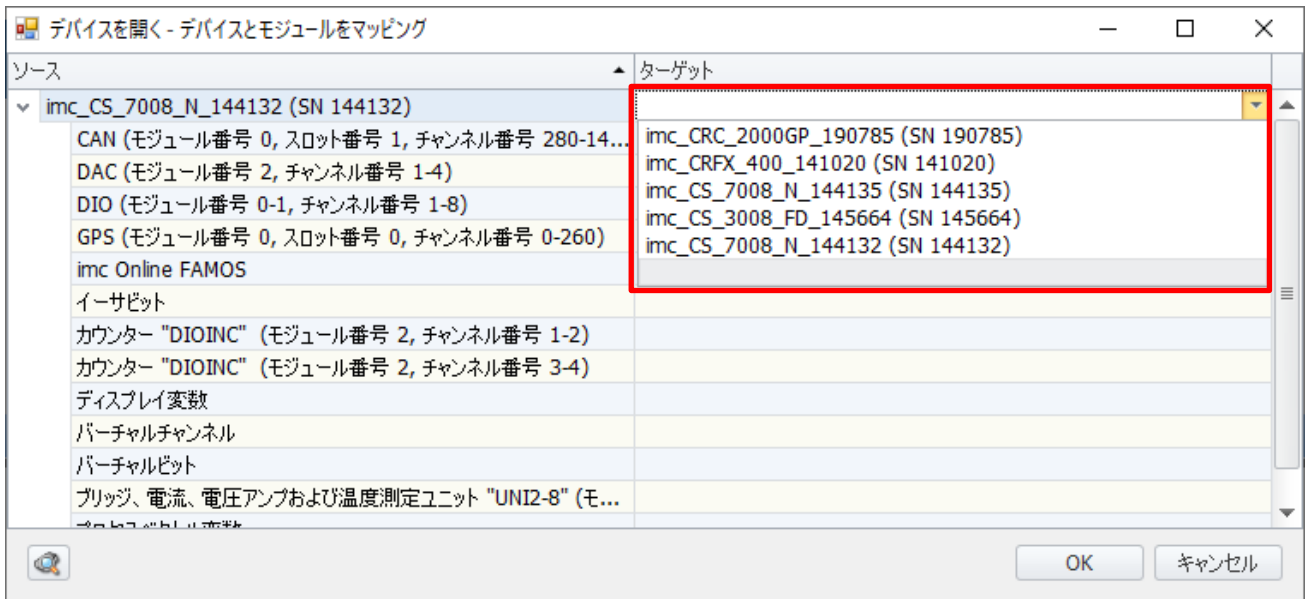 デバイスを開く - デバイスとモジュールをマッピング
ソース ターゲット
imc_CS_7008_N_144132 (SN 144132)
CAN (モジュール番号 0, スロット番号 1, チャンネル番号 280-14...
imc_CRC_2000GP_190785 (SN 190785)
imc_CRFX_400_141020 (SN 141020)
DAC (モジュール番号 2, チャンネル番号 1-4)
imc_CS_7008_N_144135 (SN 144135)
DIO (モジュール番号 0-1, チャンネル番号 1-8)
imc_CS_3008_FD_145664 (SN 145664)
GPS (モジュール番号 0, スロット番号 0, チャンネル番号 0-260)
imc_CS_7008_N_144132 (SN 144132)
imc Online FAMOS
イーサビット
カウンター "DIOINC" (モジュール番号 2, チャンネル番号 1-2)
カウンター "DIOINC" (モジュール番号 2, チャンネル番号 3-4)
ディスプレイ変数
バーチャルチャンネル
バーチャルビット
ブリッジ、電流、電圧アンプおよび温度測定ユニット "UNI2-8" (モ...
OK キャンセル